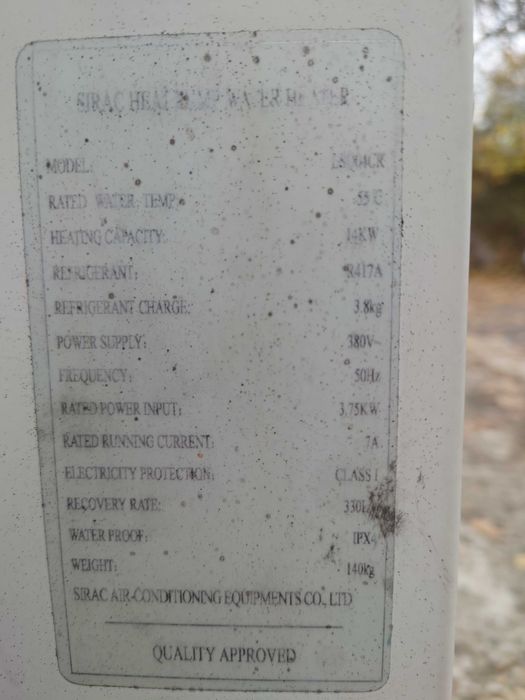 SIRAC HEAT PUMP WATER HEATER
MODEL:
RATED WATER TEMP: 55℃
HEATING CAPACITY: 14KW
REFRIGERANT: R417A
REFRIGERANT CHARGE: 3.8kg
POWER SUPPLY: 380V~
FREQUENCY: 50Hz
RATED POWER INPUT: 3.75KW
RATED RUNNING CURRENT: 7A
ELECTRICITY PROTECTION: CLASS I
RECOVERY RATE:
WATER PROOF: IPX4
WEIGHT: 140kg
SIRAC AIR-CONDITIONING EQUIPMENTS CO., LTD
QUALITY APPROVED